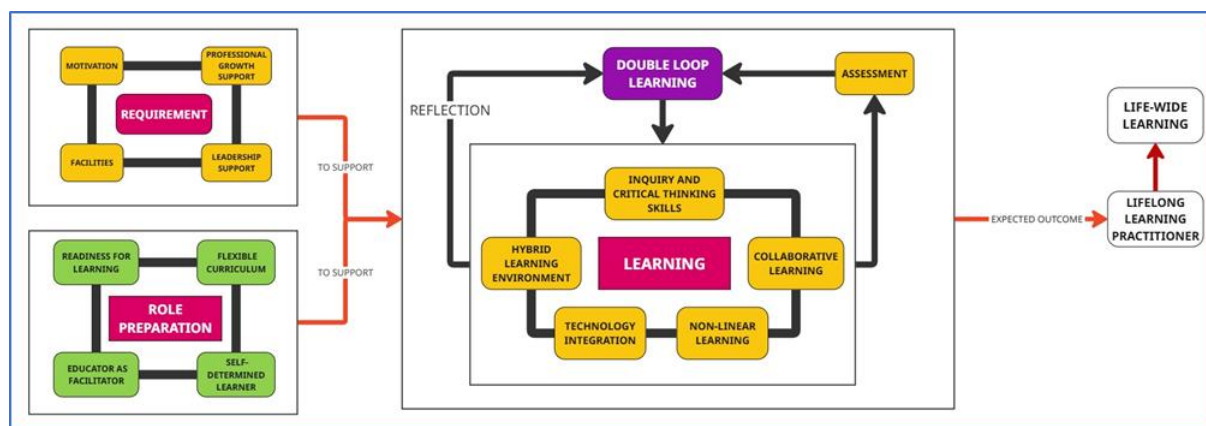 MOTIVATION
PROFESSIONAL
GROWTH
SUPPORT
REQUIREMENT
FACILITIES
LEADERSHIP
SUPPORT
READINESS FOR
LEARNING
FLEXIBLE
CURRICULUM
ROLE
PREPARATION
EDUCATOR AS
FACILITATOR
SELF-
DETERMINED
LEARNER
TO SUPPORT
TO SUPPORT
REFLECTION
DOUBLE LOOP
LEARNING
ASSESSMENT
INQUIRY AND
CRITICAL THINKING
SKILLS
HYBRID
LEARNING
ENVIRONMENT
LEARNING
COLLABORATIVE
LEARNING
TECHNOLOGY
INTEGRATION
NON-LINEAR
LEARNING
EXPECTED OUTCOME
LIFE-WIDE
LEARNING
LIFELONG
LEARNING
PRACTITIONER